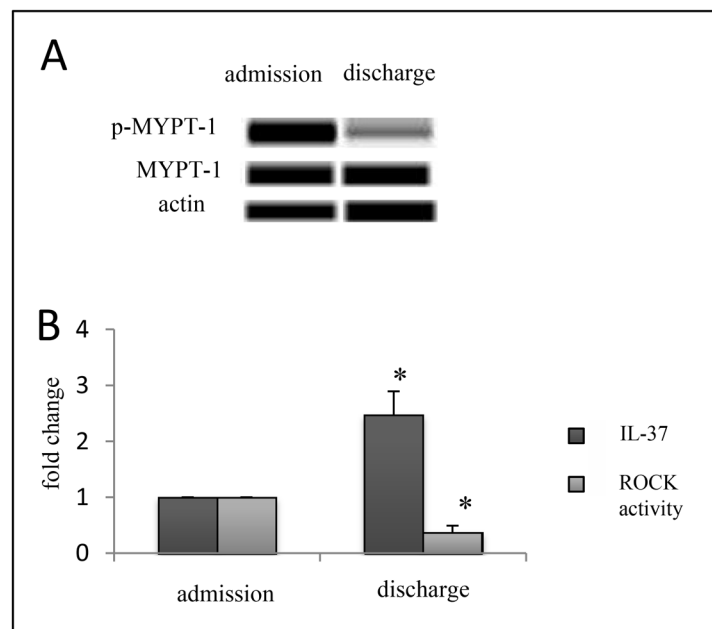 A
admission discharge
p-MYPT-1
MYPT-1
actin
B
4
3
2
1
0
fold change
*
*
admission
discharge
IL-37
ROCK
activity